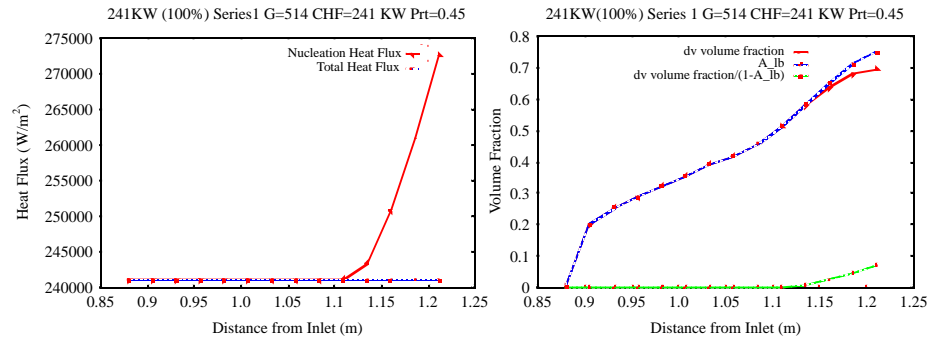 241KW (100%) Series1 G=514 CHF=241 KW Prt=0.45
275000
270000
265000
260000
255000
250000
245000
240000
Heat Flux (W/m²)
Nucleation Heat Flux
Total Heat Flux
0.85 0.9 0.95 1.0 1.05 1.1 1.15 1.2 1.25
Distance from Inlet (m)
241KW(100%) Series1 G=514 CHF=241 KW Prt=0.45
0.8
0.7
0.6
0.5
0.4
0.3
0.2
0.1
0
Volume Fraction
dv volume fraction
A_lb
dv volume fraction/(1-A_lb)
0.85 0.9 0.95 1.0 1.05 1.1 1.15 1.2 1.25
Distance from Inlet (m)